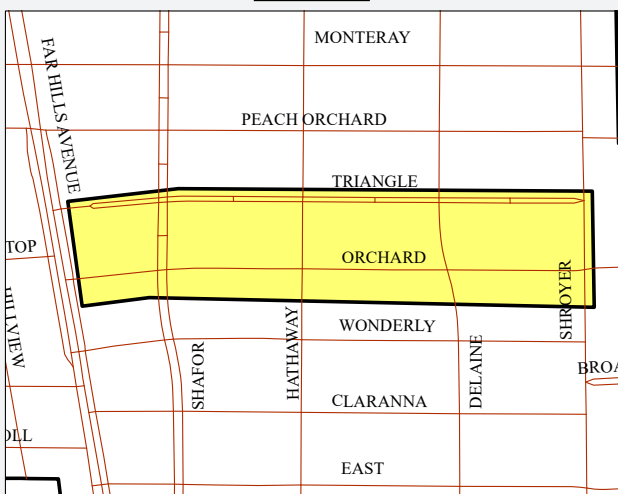 MONTERAY
FAR HILLS AVENUE
PEACH ORCHARD
TRIANGLE
TOP
ORCHARD
SHROYER
HILLVIEW
WONDERLY
HATHAWAY
SHAFOR
DELAINE
BROA
CLARANNA
OLL
EAST